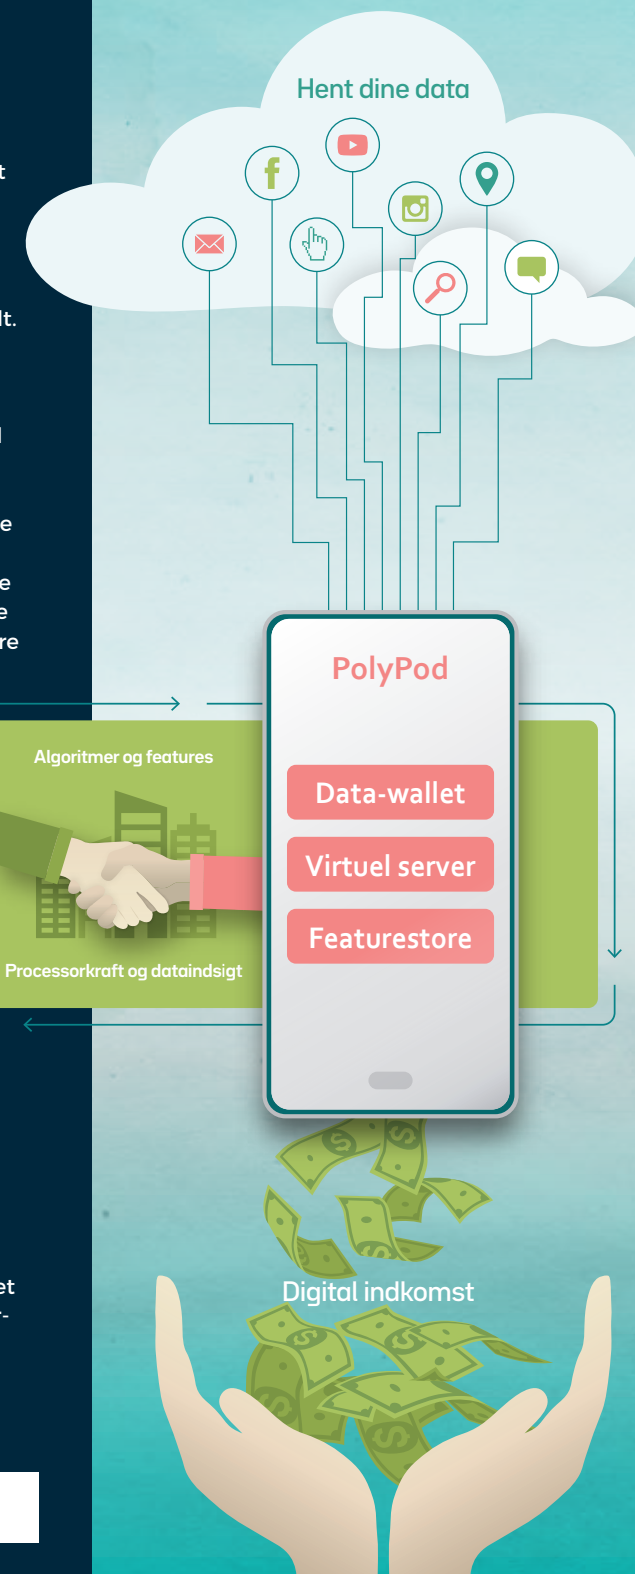 Hent dine data
PolyPod
Algoritmer og features
Data-wallet
Virtuel server
Featurestore
Processorkraft og dataindsigt
Digital indkomst